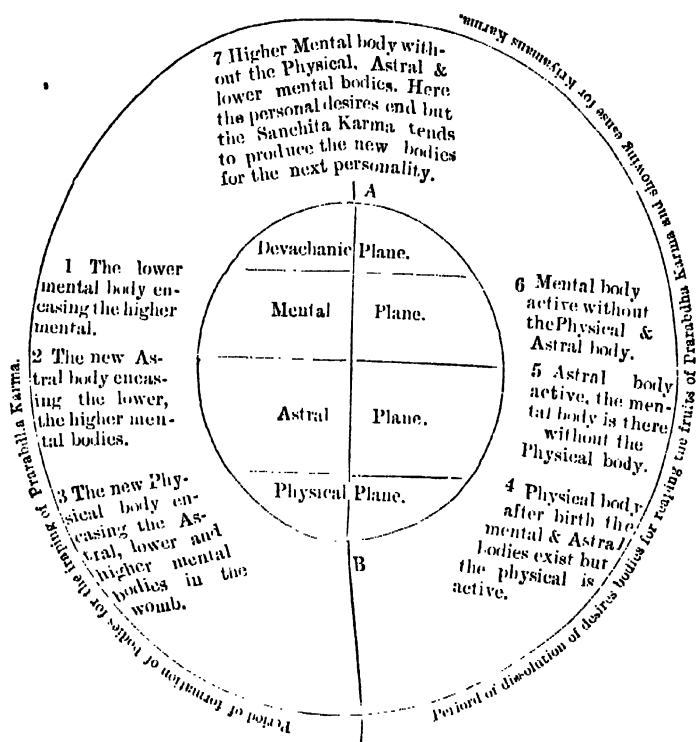 7 Higher Mental body with-
out the Physical, Astral &
lower mental bodies. Here
the personal desires end but
the Sanchita Karma tends
to produce the new bodies
for the next personality.
A
Devachanic Plane.
Mental Plane.
Astral Plane.
Physical Plane.
B
1 The lower
mental body en-
casing the higher
mental.
2 The new As-
tral body encas-
ing the lower,
the higher men-
tal bodies.
3 The new Phy-
sical body en-
casing the As-
tral, lower and
higher mental
bodies in the
womb.
4 Physical body
after birth the
mental & Astral
bodies exist bur
the physical is
active.
5 Astral body
active, the men-
tal body is there
without the
Physical body.
6 Mental body
active without
the Physical &
Astral body.
Period of formation of bodies for the traping of Prarabdha Karma.
Periord of dissolution of desires bodies for reaping the fruits of Prarabdha Karma and showing cause for Kriyamans Karma.